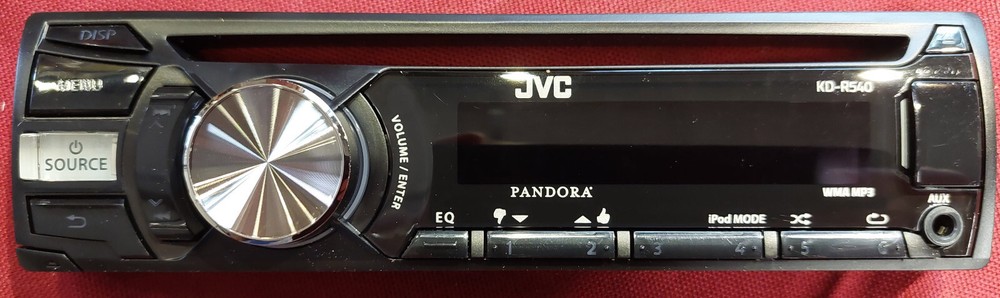 DISP
MENU
SOURCE
VOLUME / ENTER
JVC
KD-R540
PANDORA
WMA MP3
AUX
EQ
iPod MODE
1 2 3 4 5 6